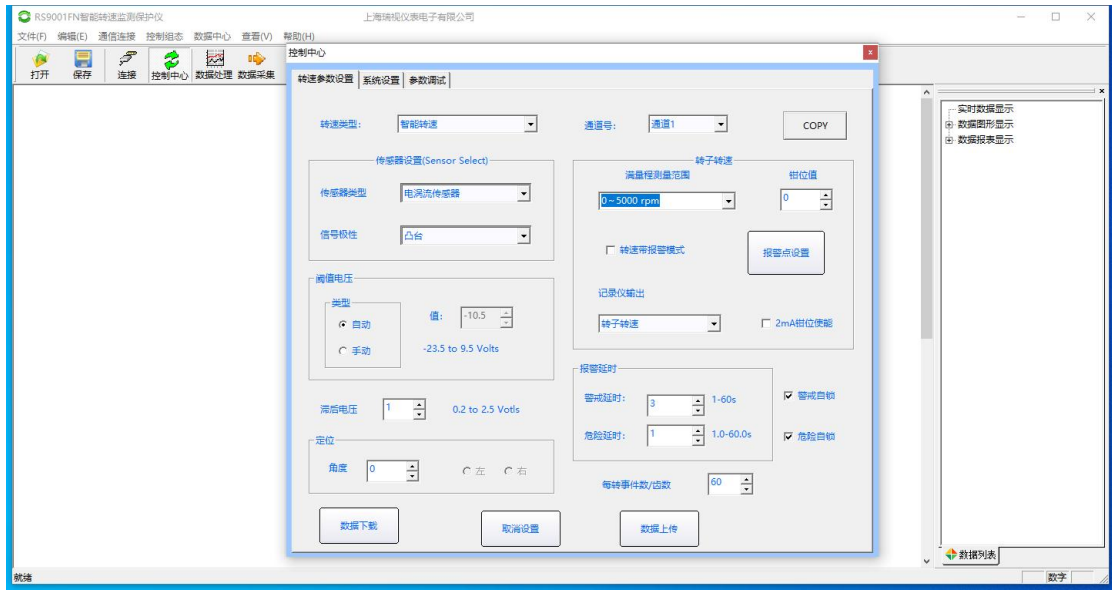 RS9001FN智能转速监测保护仪 上海瑞视仪表电子有限公司
文件(F) 编辑(E) 通信连接 控制组态 数据中心 查看(V) 帮助(H)
打开 保存 连接 控制中心 数据处理 数据采集
控制中心
转速参数设置 系统设置 参数调试
转速类型: 智能转速 通道号: 通道1 COPY
传感器设置(Sensor Select)
传感器类型 电涡流传感器
信号极性 凸台
转子转速
满量程测量范围 钳位值
0~5000 rpm 0
转速带报警模式 报警点设置
记录仪输出
转子转速 2mA钳位使能
阈值电压
类型
自动
手动
值: -10.5
-23.5 to 9.5 Volts
滞后电压 1 0.2 to 2.5 Votls
定位
角度 0 左 右
报警延时
警戒延时: 3 1-60s 警戒自锁
危险延时: 1 1.0-60.0s 危险自锁
每转事件数/齿数 60
数据下载 取消设置 数据上传
实时数据显示
数据图形显示
数据报表显示
数据列表
就绪 数字